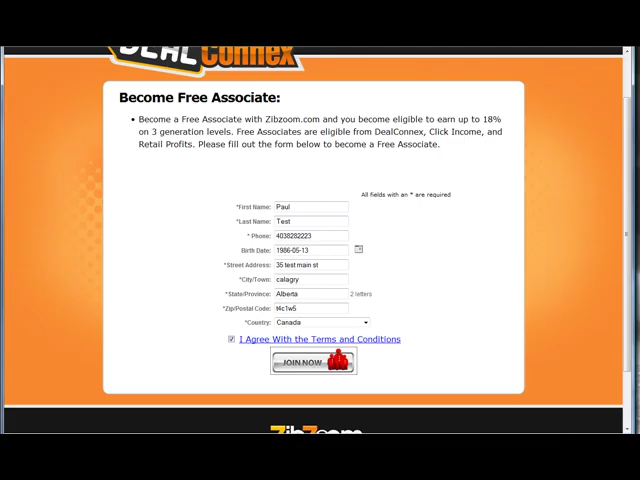 DEAL Connex
Become Free Associate:
• Become a Free Associate with Zibzoom.com and you become eligible to earn up to 18%
on 3 generation levels. Free Associates are eligible from DealConnex, Click Income, and
Retail Profits. Please fill out the form below to become a Free Associate.
All fields with an * are required
*First Name: Paul
*Last Name: Test
* Phone: 4038282223
Birth Date: 1986-05-13
*Street Address: 35 test main st
*City/Town: calagry
*State/Province: Alberta 2 letters
*Zip/Postal Code: t4c1w5
*Country: Canada
I Agree With the Terms and Conditions
JOIN NOW
ZibZoom